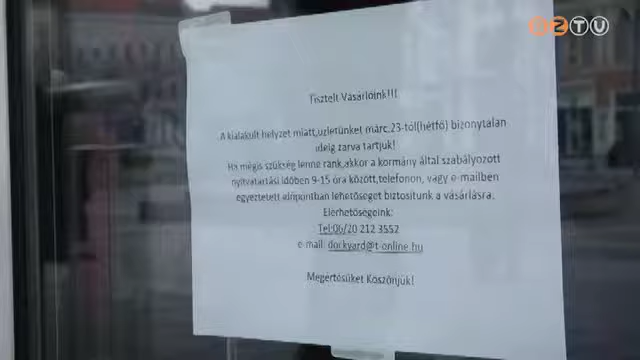 OZTV
Tisztelt Vásárlóink!!!
A kialakult helyzet miatt,üzletünket márc.23-tól(hétfő) bizonytalan
ideig zárva tartjuk!
Ha mégis szükség lenne ránk,akkor a kormány által szabályozott
nyitvatartási időben 9-15 óra között,telefonon, vagy e-mailben
egyeztetett időpontban lehetőséget biztosítunk a vásárlásra.
Elérhetőségeink:
Tel:06/20 212 3552
e-mail: dockyard@t-online.hu
Megértésüket Köszönjük!